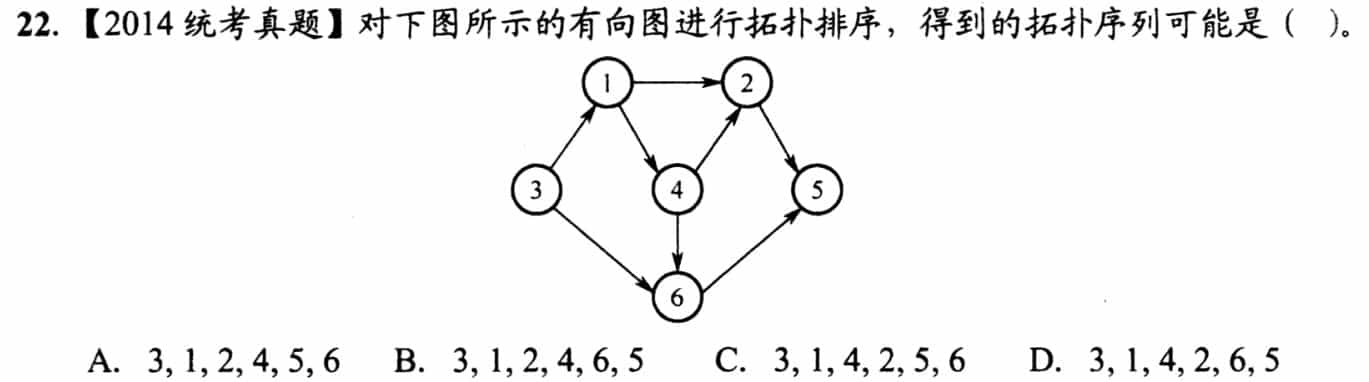 22. 【2014 统考真题】对下图所示的有向图进行拓扑排序，得到的拓扑序列可能是（ ）。
1 2
3 4 5
6
A. 3, 1, 2, 4, 5, 6 B. 3, 1, 2, 4, 6, 5 C. 3, 1, 4, 2, 5, 6 D. 3, 1, 4, 2, 6, 5